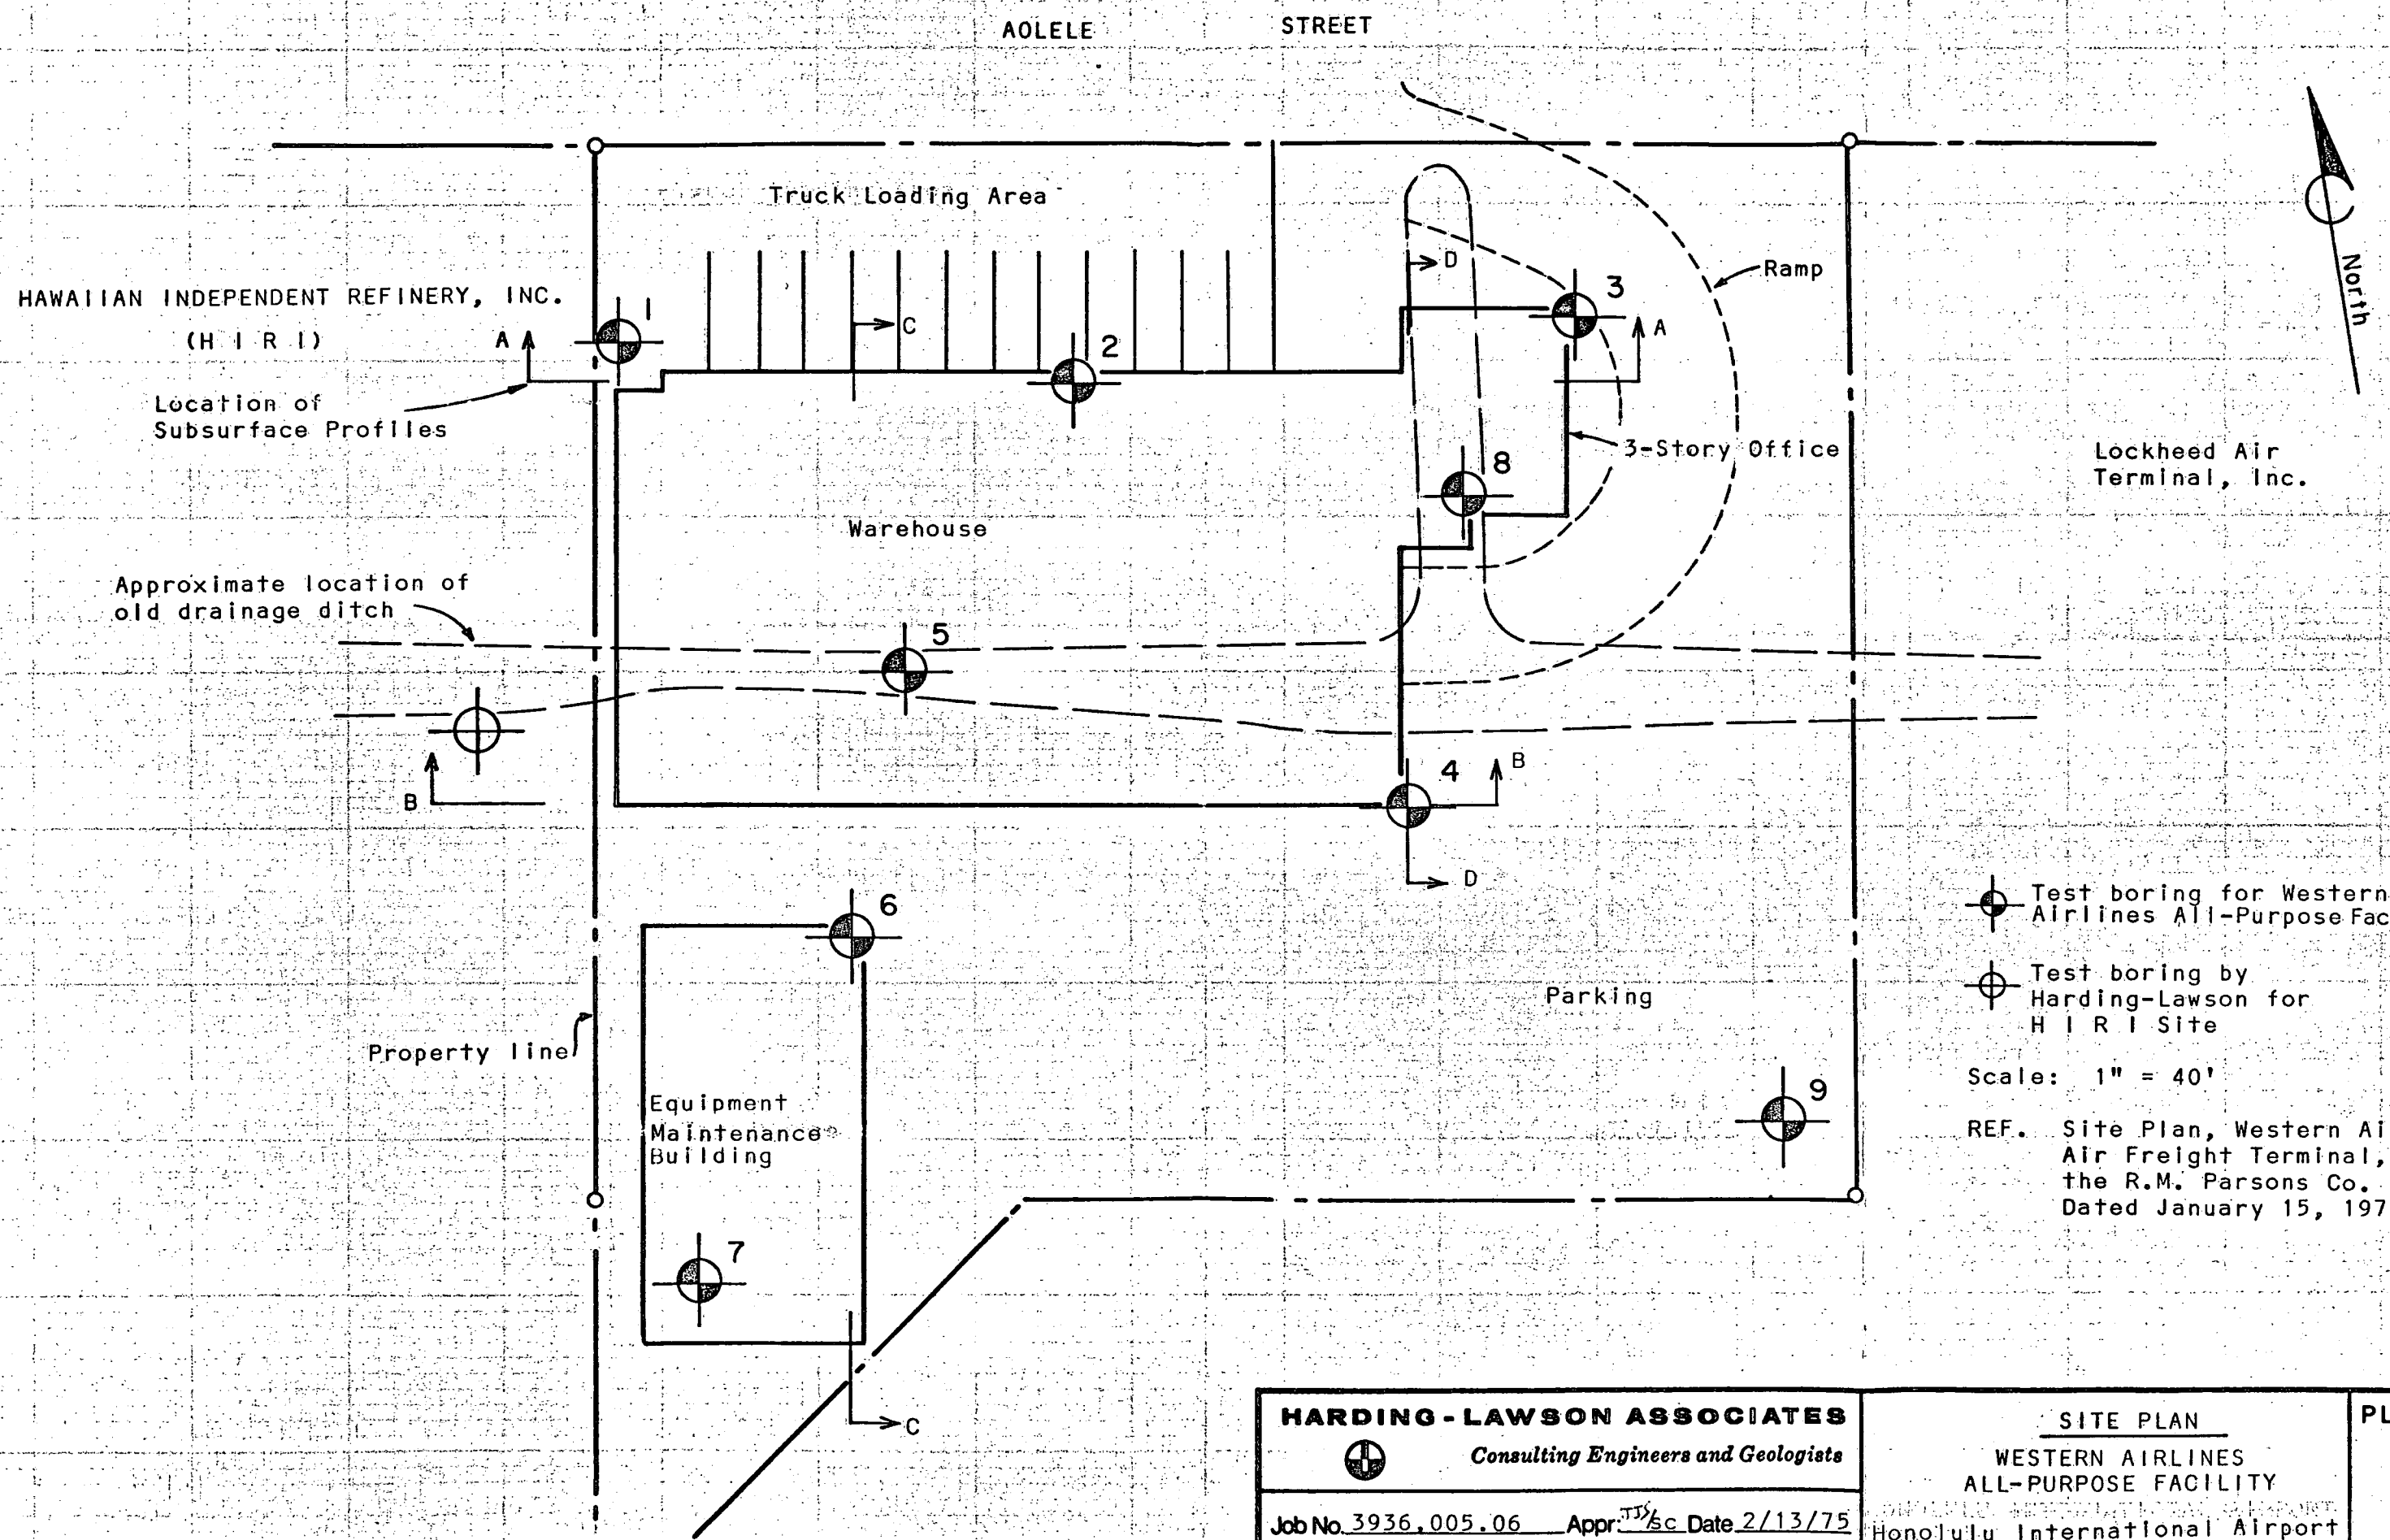 AOLELE STREET
Truck Loading Area
HAWAIIAN INDEPENDENT REFINERY, INC.
(H I R I)
A
1
C
2
D
3
A
Ramp
North
Location of
Subsurface Profiles
3-Story Office
8
Lockheed Air
Terminal, Inc.
Warehouse
Approximate location of
old drainage ditch
5
B
4
B
D
6
Test boring for Western
Airlines All-Purpose Fac
Test boring by
Harding-Lawson for
H I R I Site
Parking
Property line
Scale: 1" = 40'
9
Equipment
Maintenance
Building
REF. Site Plan, Western Ai
Air Freight Terminal,
the R.M. Parsons Co.
Dated January 15, 197
7
C
HARDING-LAWSON ASSOCIATES
Consulting Engineers and Geologists
Job No. 3936,005.06 Appr: /sc Date 2/13/75
SITE PLAN
WESTERN AIRLINES
ALL-PURPOSE FACILITY
Honolulu International Airport
PL